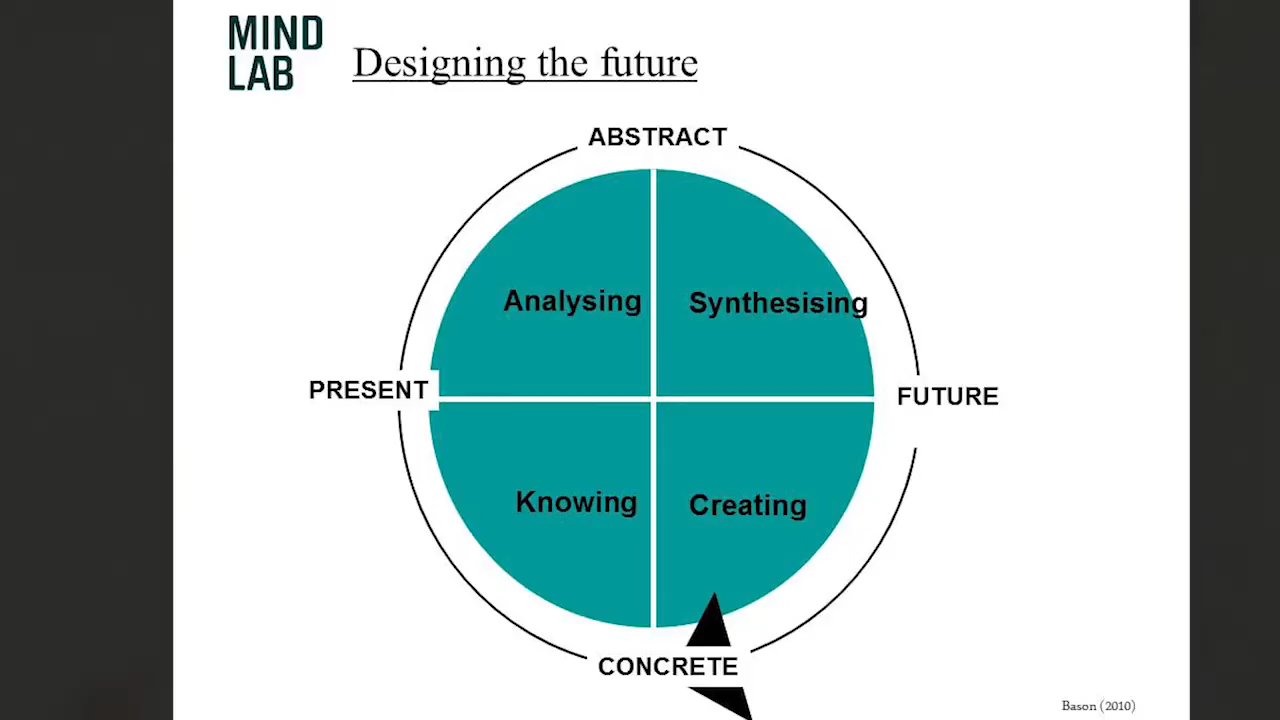 MIND
LAB
Designing the future
ABSTRACT
Analysing
Synthesising
PRESENT
FUTURE
Knowing
Creating
CONCRETE
Bason (2010)